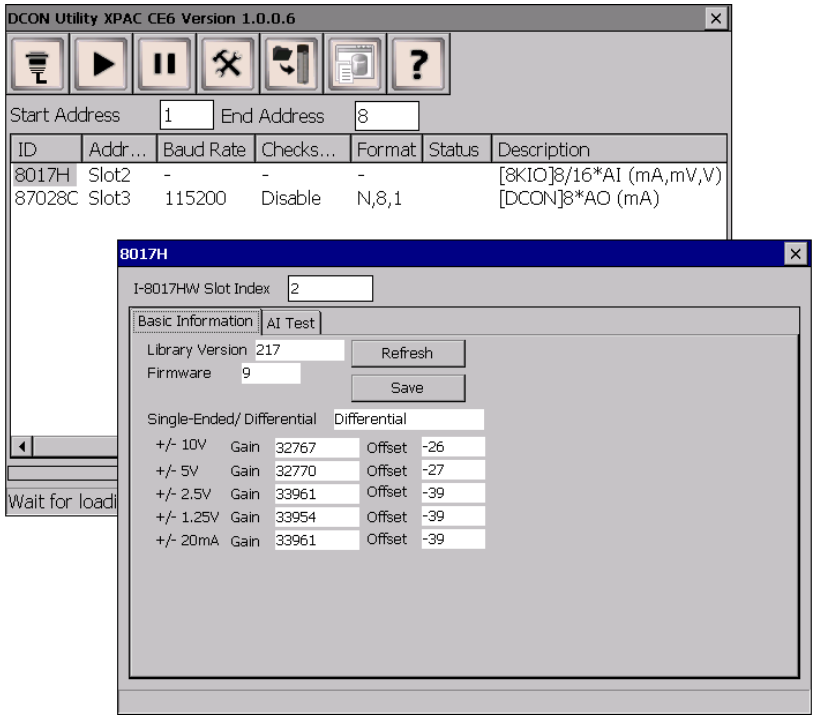 DCON Utility XPAC CE6 Version 1.0.0.6
?
Start Address 1 End Address 8
ID Addr... Baud Rate Checks... Format Status Description
8017H Slot2 - - - [8KIO]8/16*AI (mA,mV,V)
87028C Slot3 115200 Disable N,8,1 [DCON]8*AO (mA)
8017H
I-8017HW Slot Index 2
Basic Information AI Test
Library Version 217 Refresh
Firmware 9
Save
Single-Ended/ Differential Differential
+/- 10V Gain 32767 Offset -26
+/- 5V Gain 32770 Offset -27
+/- 2.5V Gain 33961 Offset -39
+/- 1.25V Gain 33954 Offset -39
+/- 20mA Gain 33961 Offset -39
Wait for loadi